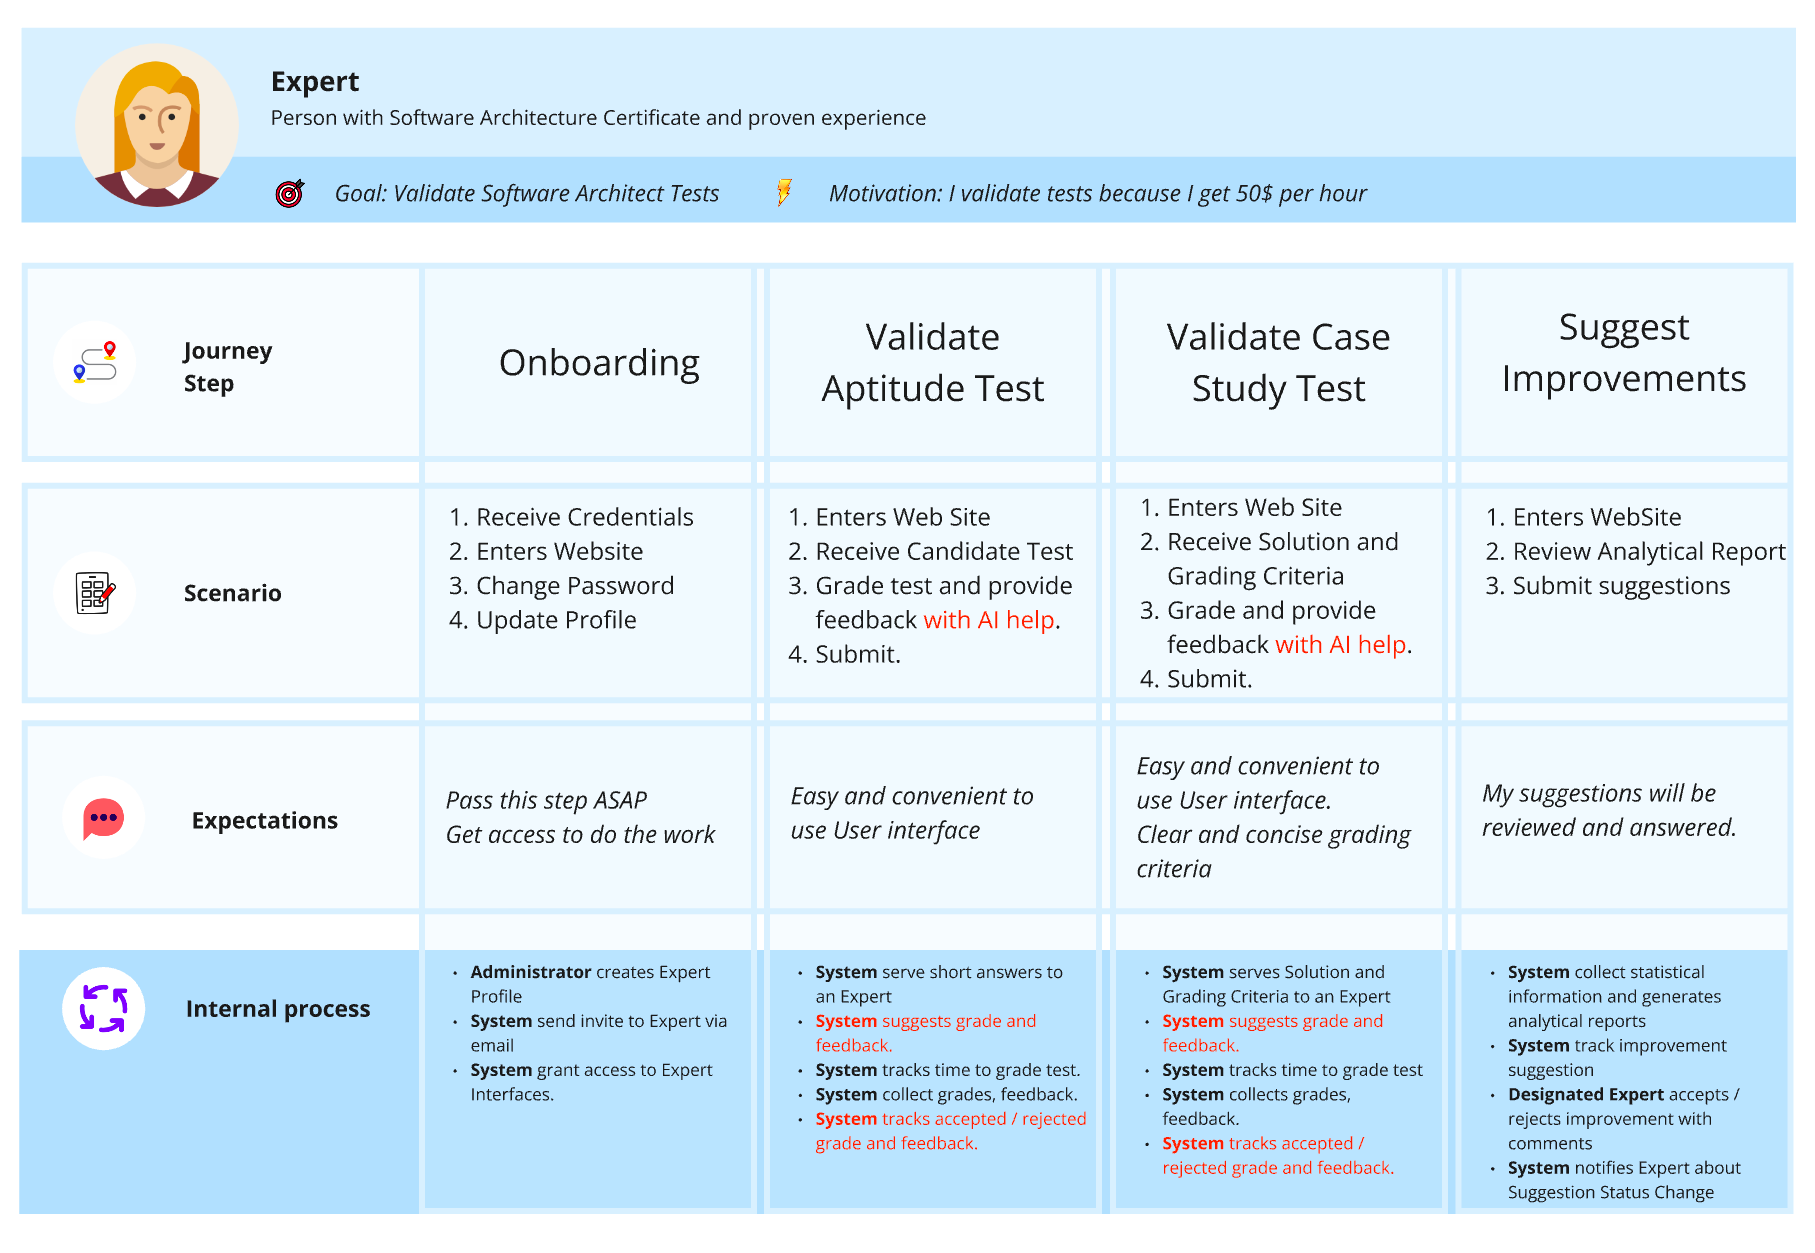 Expert
Person with Software Architecture Certificate and proven experience
Goal: Validate Software Architect Tests
Motivation: I validate tests because I get 50$ per hour
Journey
Step
Onboarding
Validate
Aptitude Test
Validate Case
Study Test
Suggest
Improvements
Scenario
1. Receive Credentials
2. Enters Website
3. Change Password
4. Update Profile
1. Enters Web Site
2. Receive Candidate Test
3. Grade test and provide
feedback with AI help.
4. Submit.
1. Enters Web Site
2. Receive Solution and
Grading Criteria
3. Grade and provide
feedback with AI help.
4. Submit.
1. Enters WebSite
2. Review Analytical Report
3. Submit suggestions
Expectations
Pass this step ASAP
Get access to do the work
Easy and convenient to
use User interface
Easy and convenient to
use User interface.
Clear and concise grading
criteria
My suggestions will be
reviewed and answered.
Internal process
• Administrator creates Expert
Profile
• System send invite to Expert via
email
• System grant access to Expert
Interfaces.
• System serve short answers to
an Expert
• System suggests grade and
feedback.
• System tracks time to grade test.
• System collect grades, feedback.
• System tracks accepted / rejected
grade and feedback.
• System serves Solution and
Grading Criteria to an Expert
• System suggests grade and
feedback.
• System tracks time to grade test
• System collects grades,
feedback.
• System tracks accepted /
rejected grade and feedback.
• System collect statistical
information and generates
analytical reports
• System track improvement
suggestion
• Designated Expert accepts /
rejects improvement with
comments
• System notifies Expert about
Suggestion Status Change